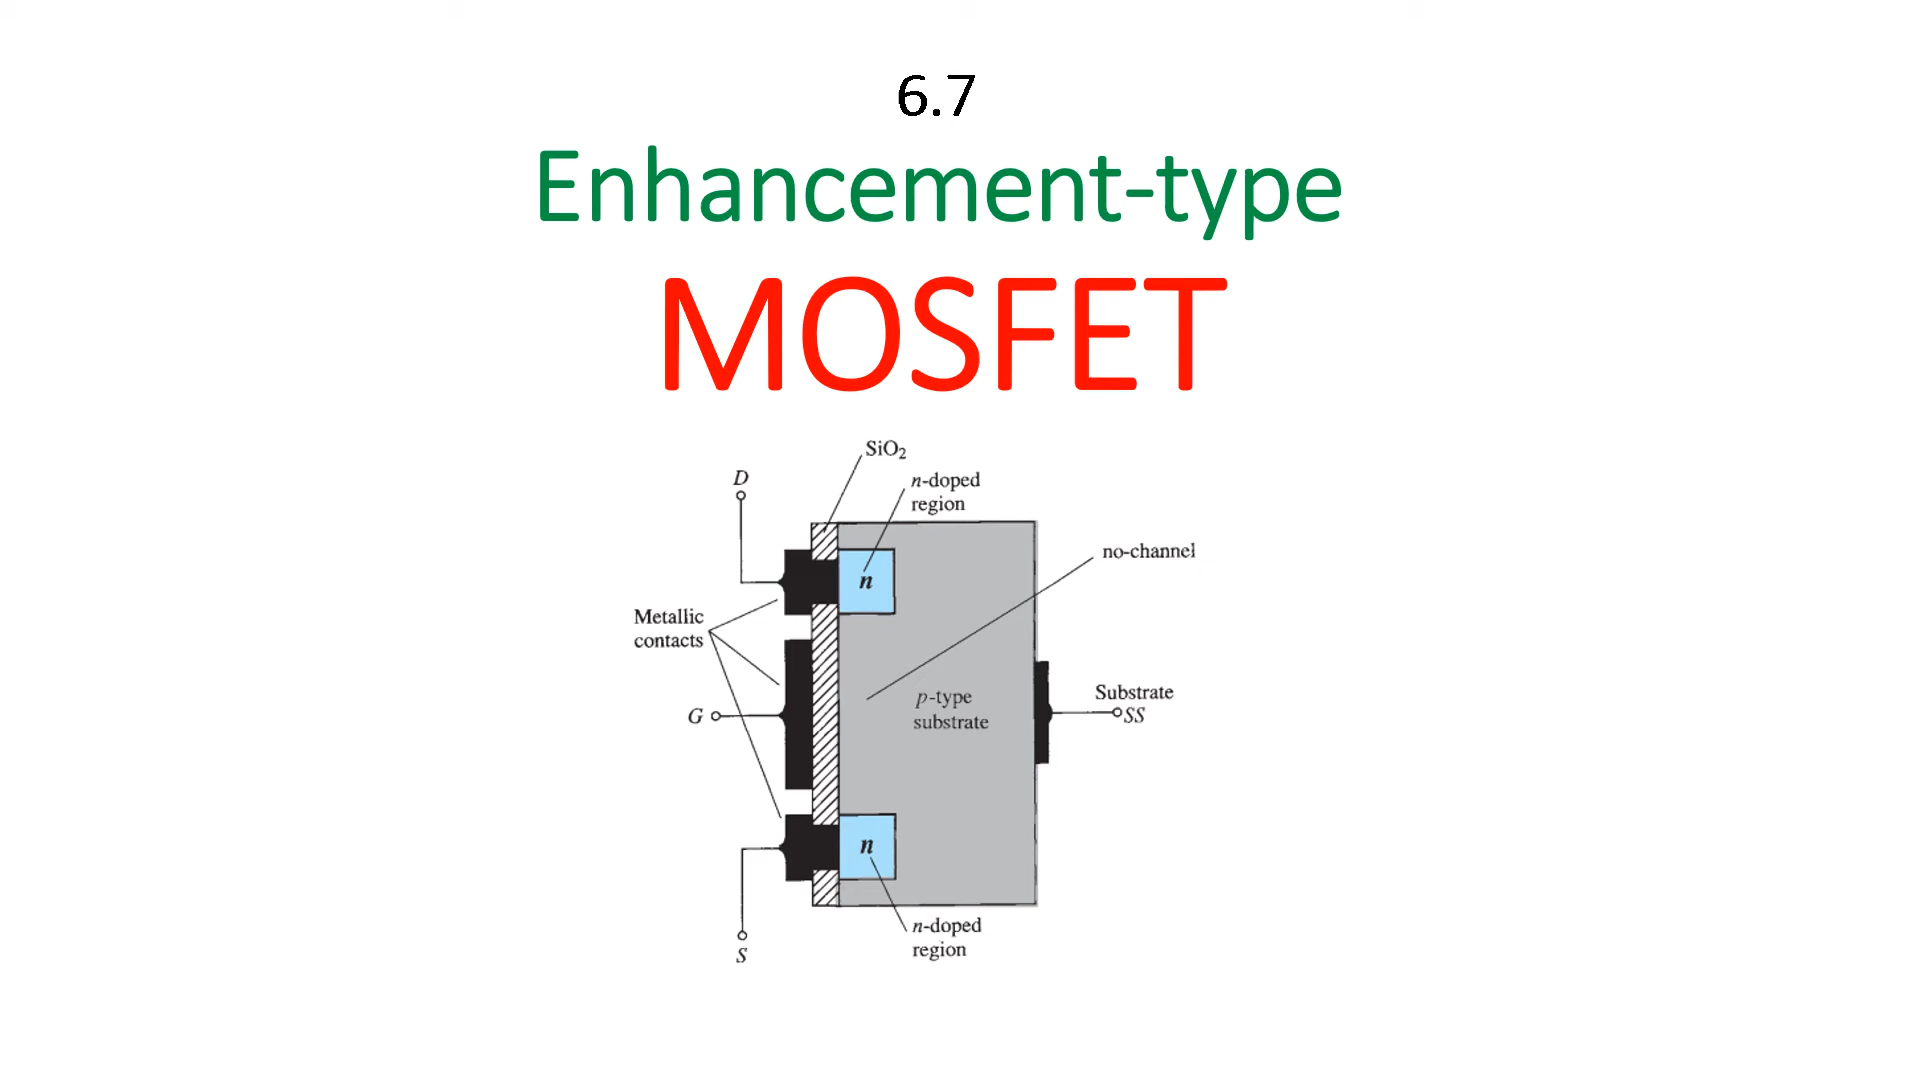 6.7
Enhancement-type
MOSFET
SiO₂
D
n-doped
region
n
no-channel
Metallic
contacts
p-type
substrate
G
Substrate
SS
n
n-doped
region
S